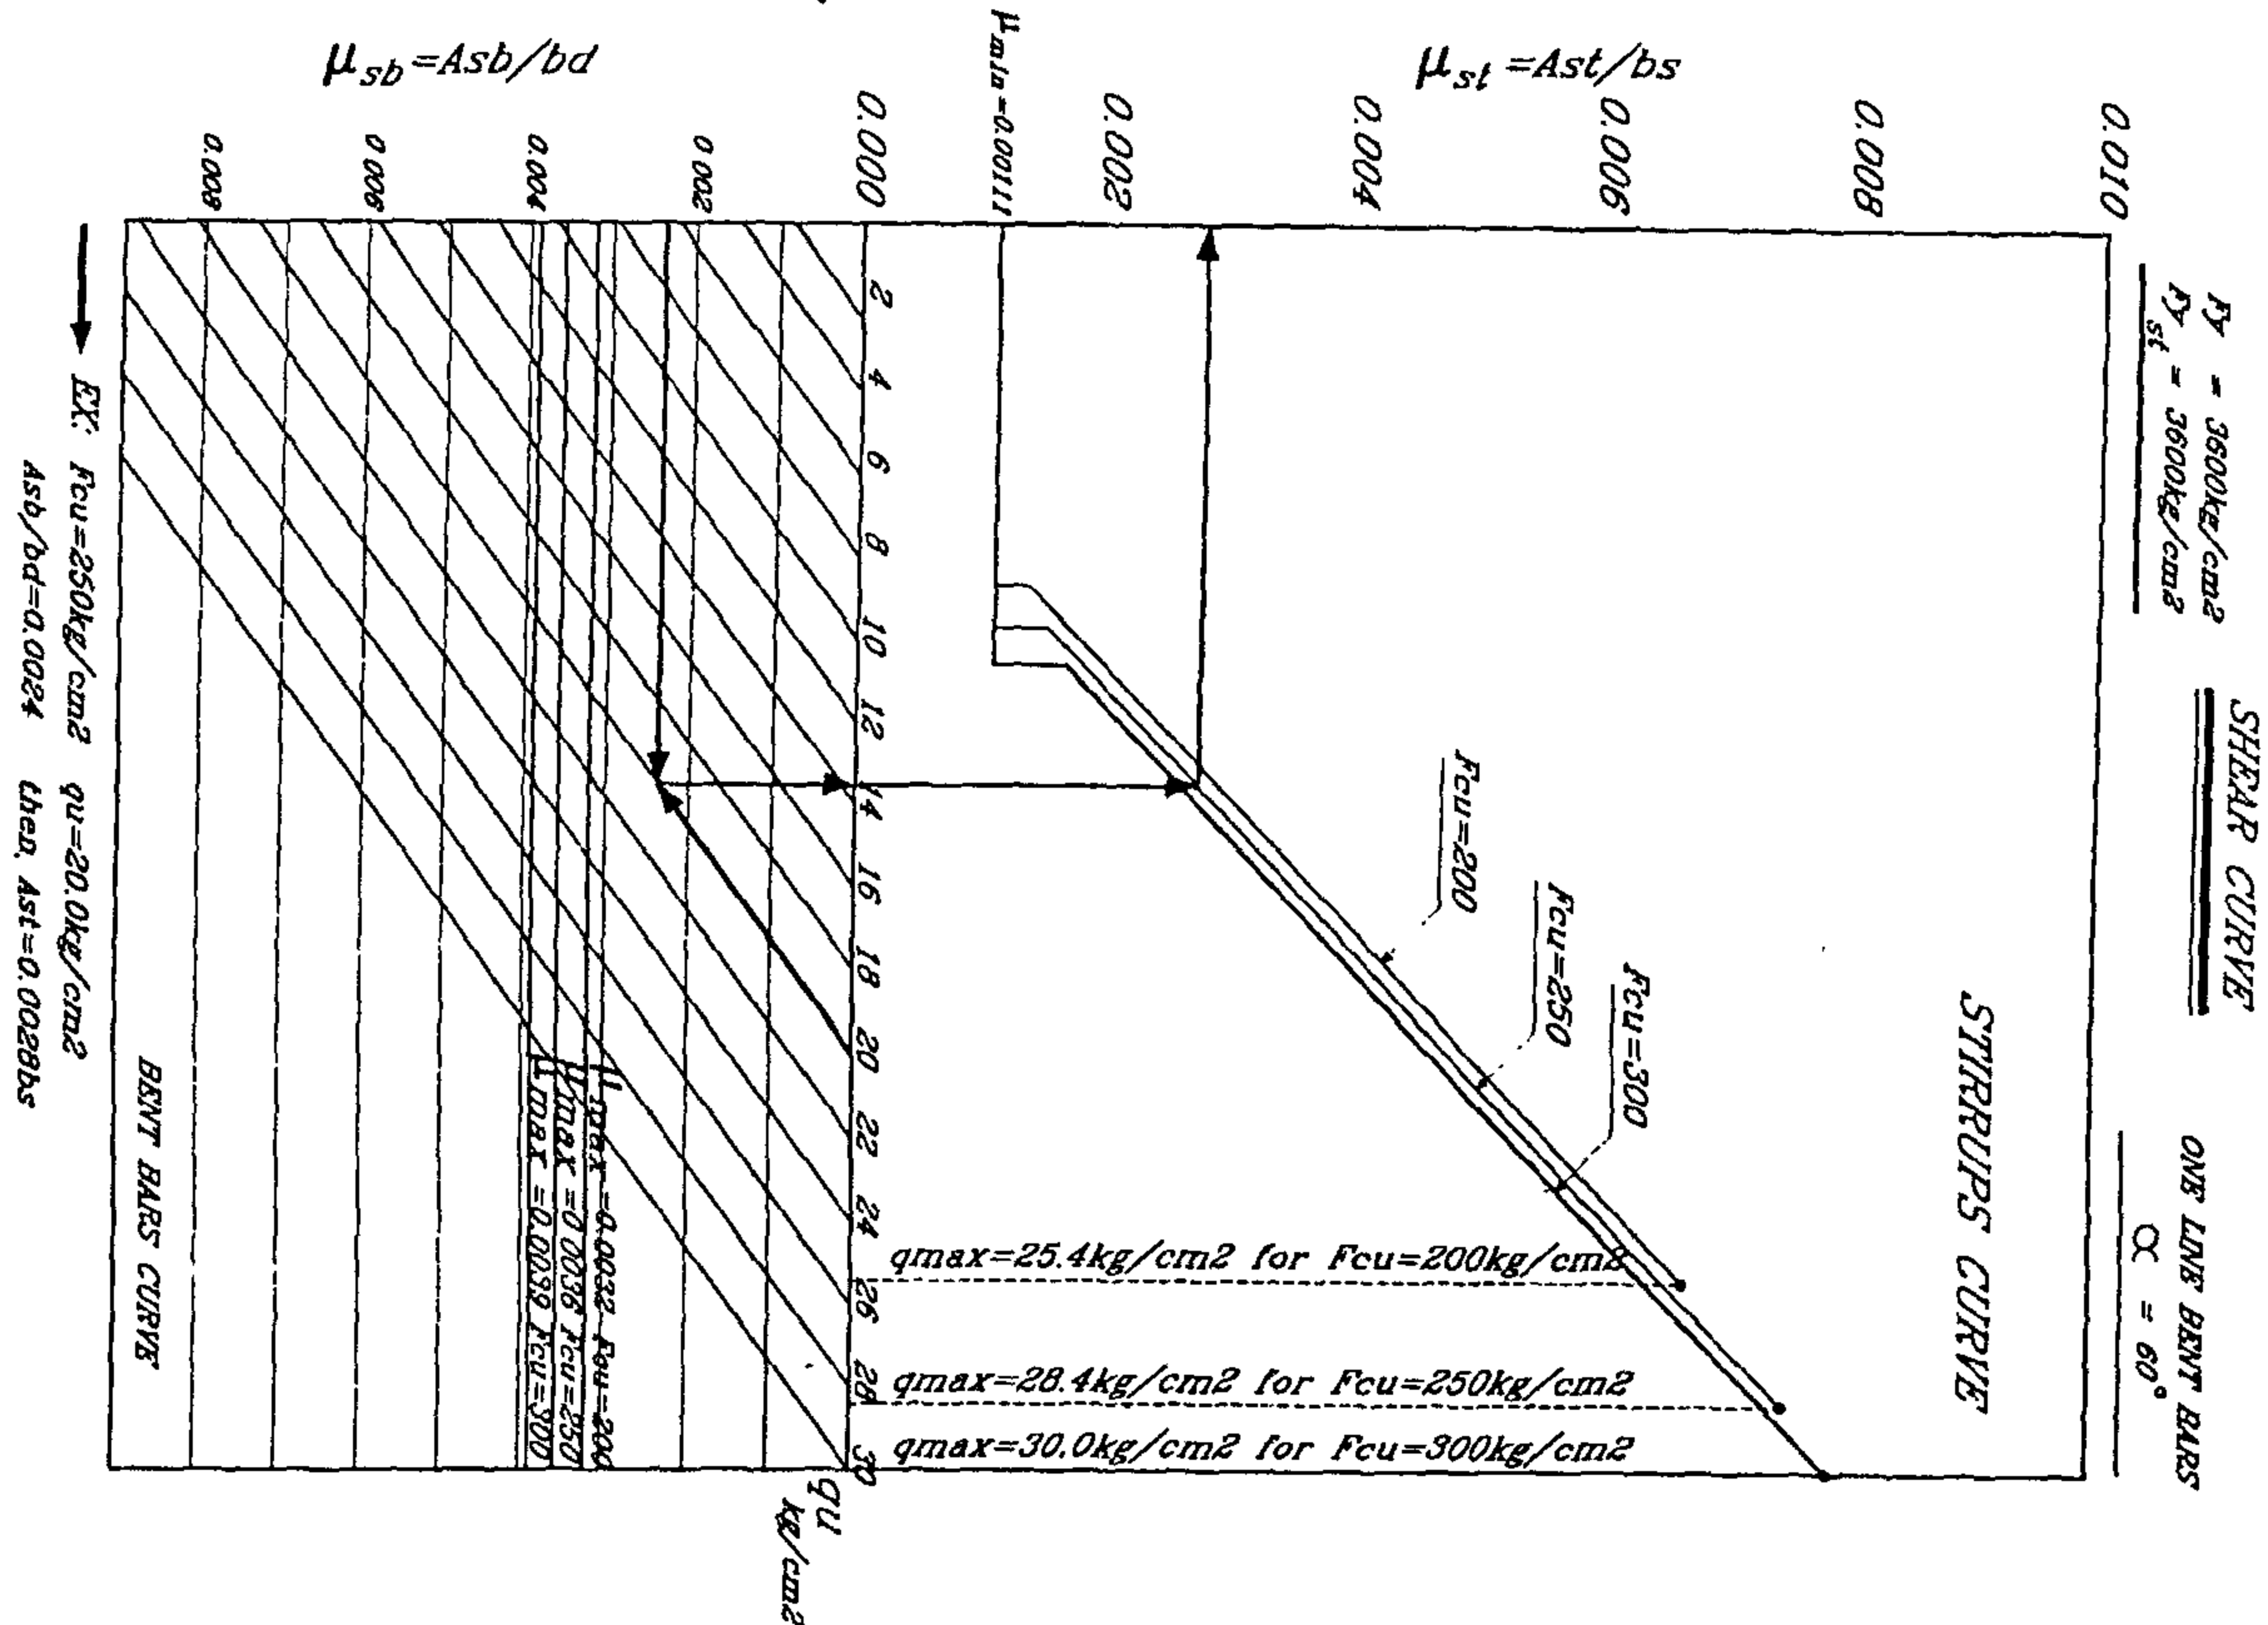 SHEAR CURVE
Fy = 3600kg/cm2
Fy st. = 3600kg/cm2
ONE LINE BENT BARS
α = 60°
STIRRUPS CURVE
μst =Ast/bs
0.010
0.008
0.006
0.004
0.002
μmin=0.00111
0.000
Fcu=200
Fcu=250
Fcu=300
qmax=25.4kg/cm2 for Fcu=200kg/cm2
qmax=28.4kg/cm2 for Fcu=250kg/cm2
qmax=30.0kg/cm2 for Fcu=300kg/cm2
2 4 6 8 10 12 14 16 18 20 22 24 26 28 30
qu
kg/cm2
μsb =Asb/bd
0.002
0.004
0.006
0.008
μmax =0.0032 Fcu=200
μmax =0.0036 Fcu=250
μmax =0.0039 Fcu=300
BENT BARS CURVE
EX: Fcu=250kg/cm2 qu=20.0kg/cm2
Asb/bd=0.0024 then, Ast=0.0028bs